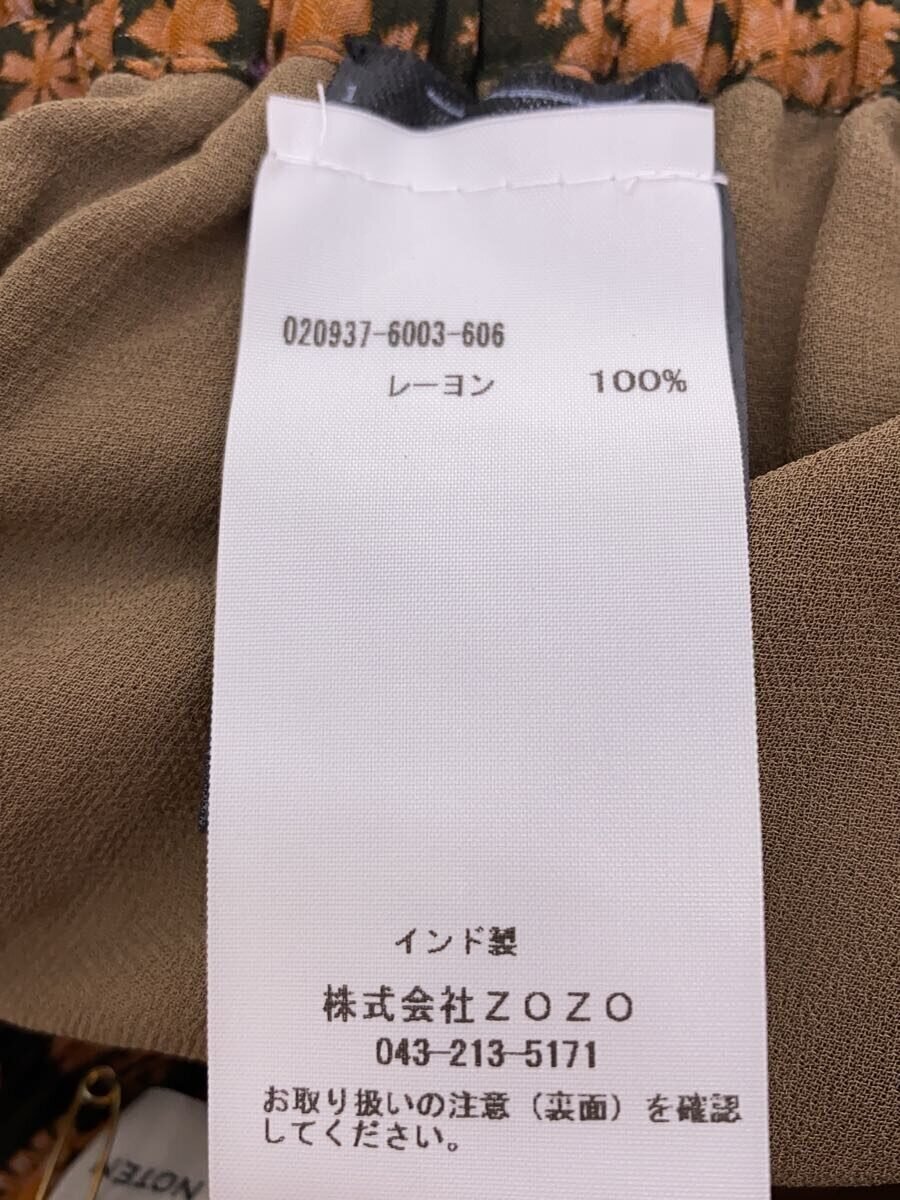 020937-6003-606
レーヨン 100%
インド製
株式会社ZOZO
043-213-5171
お取り扱いの注意（裏面）を確認
してください。
NOTEN